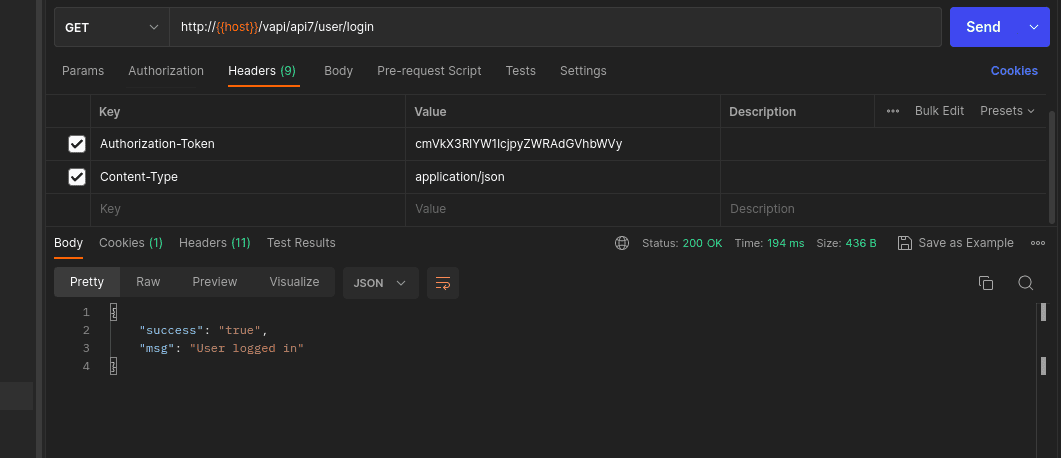 GET http://{{host}}/vapi/api7/user/login Send
Params Authorization Headers (9) Body Pre-request Script Tests Settings Cookies
Key Value Description ••• Bulk Edit Presets
Authorization-Token cmVkX3RlYW1lcjpyZWRAdGVhbWVy
Content-Type application/json
Key Value Description
Body Cookies (1) Headers (11) Test Results Status: 200 OK Time: 194 ms Size: 436 B Save as Example •••
Pretty Raw Preview Visualize JSON
1 {
2 "success": "true",
3 "msg": "User logged in"
4 }